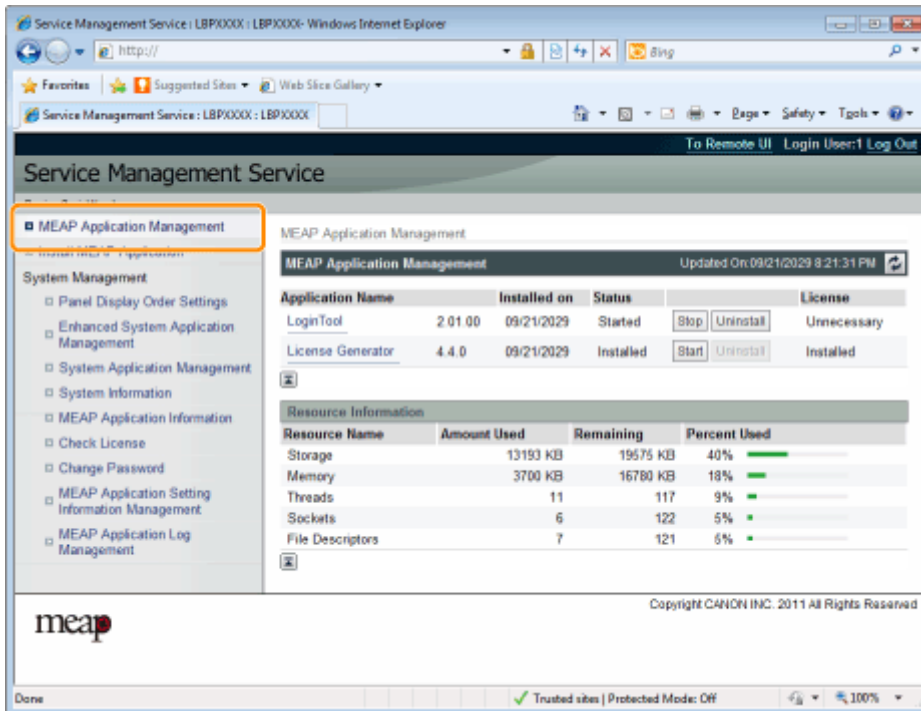 Service Management Service : LBPXXXX : LBPXXXX- Windows Internet Explorer
http://
Bing
Favorites Suggested Sites Web Slice Gallery
Service Management Service : LBPXXXX : LBPXXXX Page Safety Tools
To Remote UI Login User:1 Log Out
Service Management Service
MEAP Application Management
System Management
Panel Display Order Settings
Enhanced System Application
Management
System Application Management
System Information
MEAP Application Information
Check License
Change Password
MEAP Application Setting
Information Management
MEAP Application Log
Management
MEAP Application Management
MEAP Application Management Updated On:09/21/2029 8:21:31 PM
Application Name Installed on Status License
LoginTool 2.01.00 09/21/2029 Started Stop Uninstall Unnecessary
License Generator 4.4.0 09/21/2029 Installed Start Uninstall Installed
Resource Information
Resource Name Amount Used Remaining Percent Used
Storage 13193 KB 19575 KB 40%
Memory 3700 KB 16780 KB 18%
Threads 11 117 9%
Sockets 6 122 5%
File Descriptors 7 121 6%
Copyright CANON INC. 2011 All Rights Reserved
meap
Done Trusted sites | Protected Mode: Off 100%